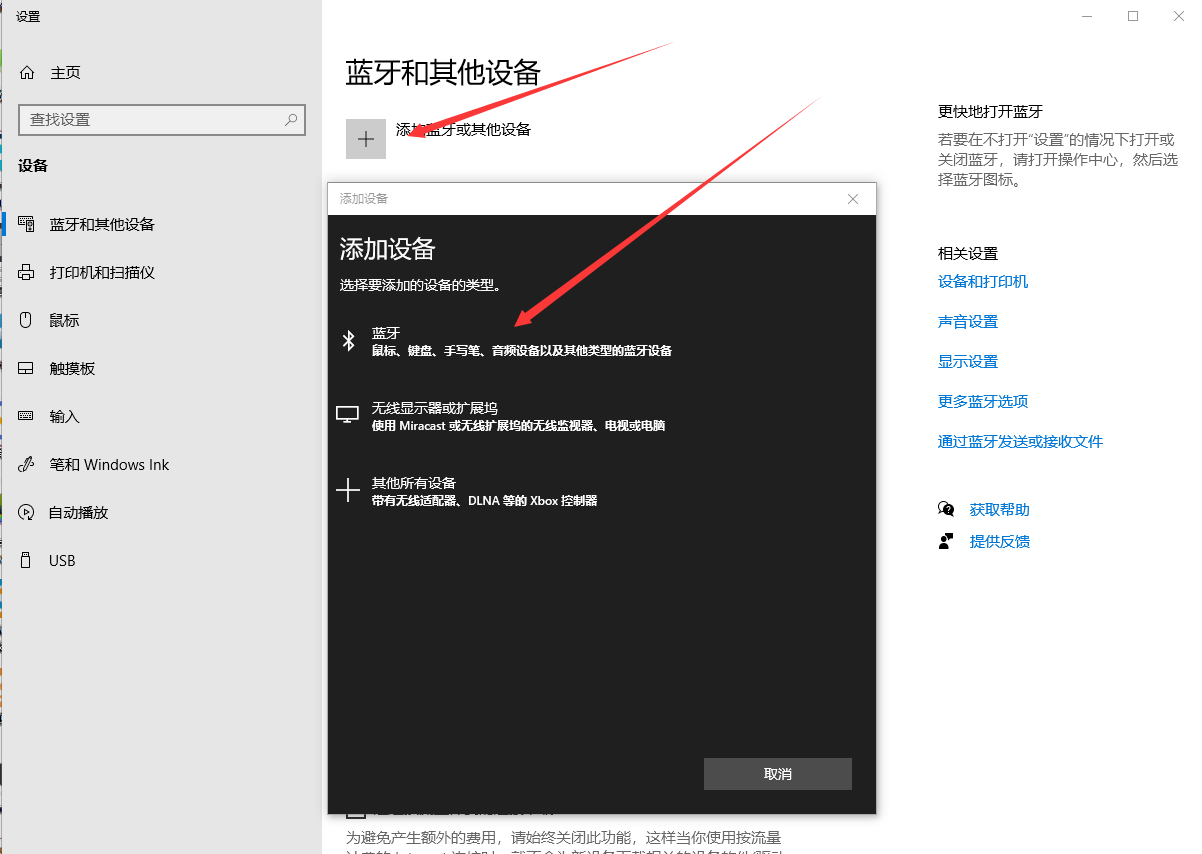 设置
主页
查找设置
设备
蓝牙和其他设备
打印机和扫描仪
鼠标
触摸板
输入
笔和 Windows Ink
自动播放
USB
蓝牙和其他设备
添加蓝牙或其他设备
添加设备
添加设备
选择要添加的设备的类型。
蓝牙
鼠标、键盘、手写笔、音频设备以及其他类型的蓝牙设备
无线显示器或扩展坞
使用 Miracast 或无线扩展坞的无线监视器、电视或电脑
其他所有设备
带有无线适配器、DLNA 等的 Xbox 控制器
取消
为避免产生额外的费用，请始终关闭此功能，这样当你使用按流量
更快地打开蓝牙
若要在不打开“设置”的情况下打开或
关闭蓝牙，请打开操作中心，然后选
择蓝牙图标。
相关设置
设备和打印机
声音设置
显示设置
更多蓝牙选项
通过蓝牙发送或接收文件
获取帮助
提供反馈